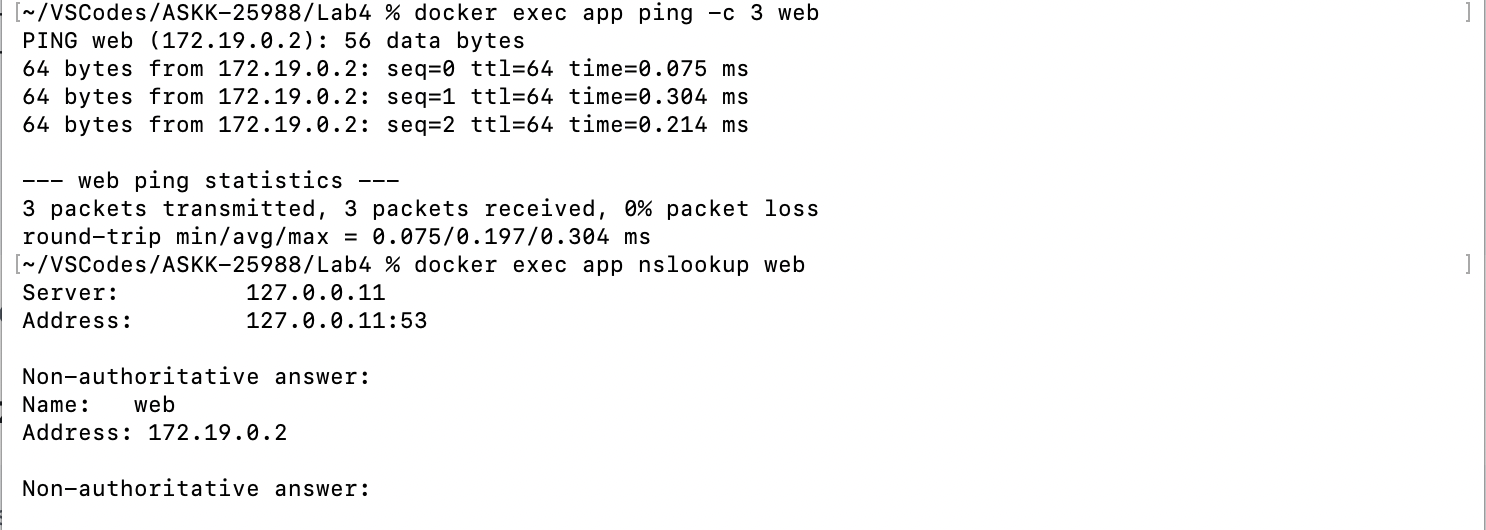 [~/VSCodes/ASKK-25988/Lab4 % docker exec app ping -c 3 web ]
PING web (172.19.0.2): 56 data bytes
64 bytes from 172.19.0.2: seq=0 ttl=64 time=0.075 ms
64 bytes from 172.19.0.2: seq=1 ttl=64 time=0.304 ms
64 bytes from 172.19.0.2: seq=2 ttl=64 time=0.214 ms
--- web ping statistics ---
3 packets transmitted, 3 packets received, 0% packet loss
round-trip min/avg/max = 0.075/0.197/0.304 ms
[~/VSCodes/ASKK-25988/Lab4 % docker exec app nslookup web ]
Server: 127.0.0.11
Address: 127.0.0.11:53
Non-authoritative answer:
Name: web
Address: 172.19.0.2
Non-authoritative answer: